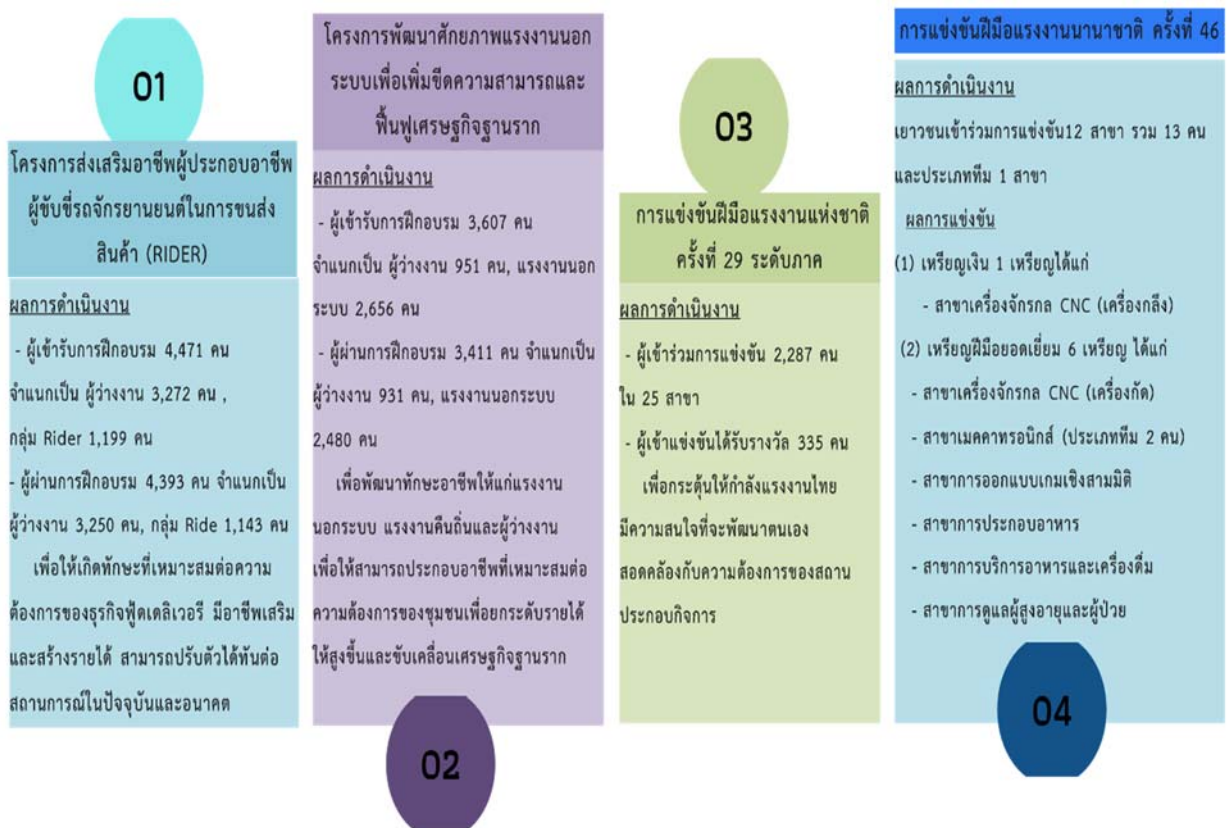 01
โครงการส่งเสริมอาชีพผู้ประกอบอาชีพ
ผู้ขับขี่รถจักรยานยนต์ในการขนส่ง
สินค้า (RIDER)
ผลการดำเนินงาน
- ผู้เข้ารับการฝึกอบรม 4,471 คน
จำแนกเป็น ผู้ว่างงาน 3,272 คน ,
กลุ่ม Rider 1,199 คน
- ผู้ผ่านการฝึกอบรม 4,393 คน จำแนกเป็น
ผู้ว่างงาน 3,250 คน, กลุ่ม Ride 1,143 คน
เพื่อให้เกิดทักษะที่เหมาะสมต่อความ
ต้องการของธุรกิจฟู้ดเดลิเวอรี มีอาชีพเสริม
และสร้างรายได้ สามารถปรับตัวได้ทันต่อ
สถานการณ์ในปัจจุบันและอนาคต
โครงการพัฒนาศักยภาพแรงงานนอก
ระบบเพื่อเพิ่มขีดความสามารถและ
ฟื้นฟูเศรษฐกิจฐานราก
ผลการดำเนินงาน
- ผู้เข้ารับการฝึกอบรม 3,607 คน
จำแนกเป็น ผู้ว่างงาน 951 คน, แรงงานนอก
ระบบ 2,656 คน
- ผู้ผ่านการฝึกอบรม 3,411 คน จำแนกเป็น
ผู้ว่างงาน 931 คน, แรงงานนอกระบบ
2,480 คน
เพื่อพัฒนาทักษะอาชีพให้แก่แรงงาน
นอกระบบ แรงงานคืนถิ่นและผู้ว่างงาน
เพื่อให้สามารถประกอบอาชีพที่เหมาะสมต่อ
ความต้องการของชุมชนเพื่อยกระดับรายได้
ให้สูงขึ้นและขับเคลื่อนเศรษฐกิจฐานราก
02
03
การแข่งขันฝีมือแรงงานแห่งชาติ
ครั้งที่ 29 ระดับภาค
ผลการดำเนินงาน
- ผู้เข้าร่วมการแข่งขัน 2,287 คน
ใน 25 สาขา
- ผู้เข้าแข่งขันได้รับรางวัล 335 คน
เพื่อกระตุ้นให้กำลังแรงงานไทย
มีความสนใจที่จะพัฒนาตนเอง
สอดคล้องกับความต้องการของสถาน
ประกอบกิจการ
การแข่งขันฝีมือแรงงานนานาชาติ ครั้งที่ 46
ผลการดำเนินงาน
เยาวชนเข้าร่วมการแข่งขัน12 สาขา รวม 13 คน
และประเภททีม 1 สาขา
ผลการแข่งขัน
(1) เหรียญเงิน 1 เหรียญได้แก่
- สาขาเครื่องจักรกล CNC (เครื่องกลึง)
(2) เหรียญฝีมือยอดเยี่ยม 6 เหรียญ ได้แก่
- สาขาเครื่องจักรกล CNC (เครื่องกัด)
- สาขาเมคคาทรอนิกส์ (ประเภททีม 2 คน)
- สาขาการออกแบบเกมเชิงสามมิติ
- สาขาการประกอบอาหาร
- สาขาการบริการอาหารและเครื่องดื่ม
- สาขาการดูแลผู้สูงอายุและผู้ป่วย
04